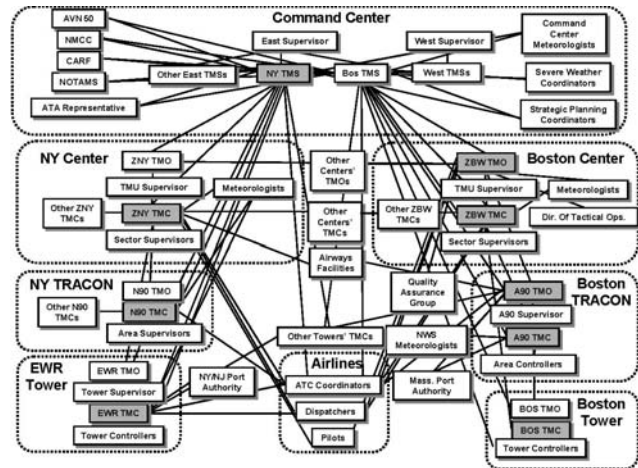 Command Center
AVN 50
NMCC
CARF
NOTAMS
ATA Representative
East Supervisor
West Supervisor
Command
Center
Meteorologists
Other East TMSs
NY TMS
Bos TMS
West TMSs
Severe Weather
Coordinators
Strategic Planning
Coordinators
NY Center
ZNY TMO
TMU Supervisor
Meteorologists
Other ZNY
TMCs
ZNY TMC
Sector Supervisors
Other
Centers'
TMOs
Other
Centers'
TMCs
Airways
Facilities
Boston Center
ZBW TMO
TMU Supervisor
Meteorologists
Other ZBW
TMCs
ZBW TMC
Dir. Of Tactical Ops.
Sector Supervisors
NY TRACON
N90 TMO
Other N90
TMCs
N90 TMC
Area Supervisors
Quality
Assurance
Group
Boston
TRACON
A90 TMO
A90 Supervisor
A90 TMC
Area Controllers
Other Towers' TMCs
NWS
Meteorologists
EWR
Tower
EWR TMO
Tower Supervisor
EWR TMC
Tower Controllers
NY/NJ Port
Authority
Airlines
ATC Coordinators
Dispatchers
Pilots
Mass. Port
Authority
Boston
Tower
BOS TMO
BOS TMC
Tower Controllers